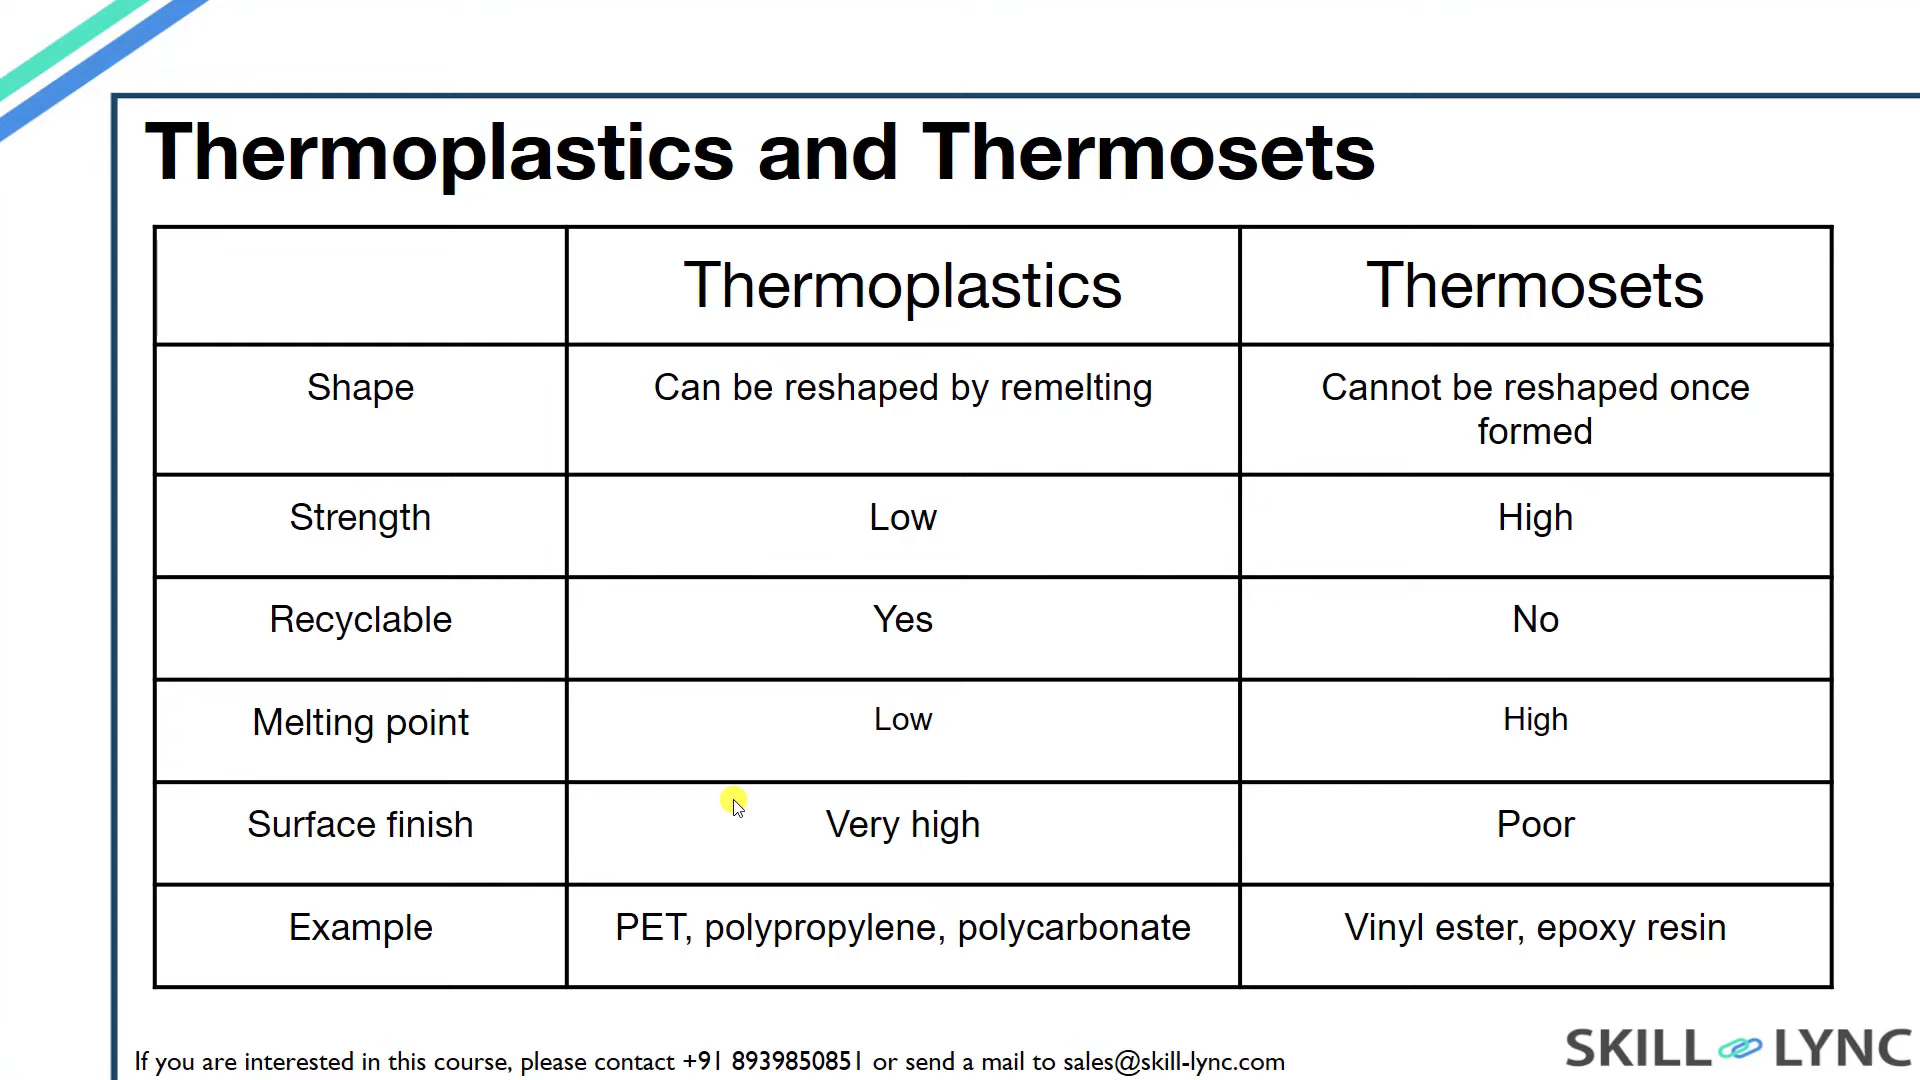 Thermoplastics and Thermosets
Thermoplastics Thermosets
Shape Can be reshaped by remelting Cannot be reshaped once
formed
Strength Low High
Recyclable Yes No
Melting point Low High
Surface finish Very high Poor
Example PET, polypropylene, polycarbonate Vinyl ester, epoxy resin
If you are interested in this course, please contact +91 8939850851 or send a mail to sales@skill-lync.com
SKILL LYNC